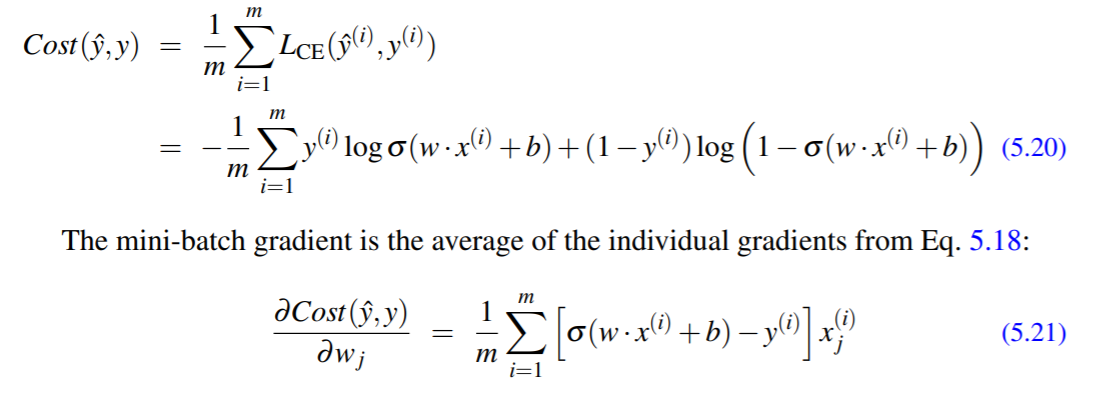 Cost(ŷ, y) = 1/m ∑_{i=1}^{m} L_CE(ŷ^(i), y^(i))
= −1/m ∑_{i=1}^{m} y^(i) log σ(w·x^(i) + b) + (1 − y^(i)) log (1 − σ(w·x^(i) + b)) (5.20)
The mini-batch gradient is the average of the individual gradients from Eq. 5.18:
∂Cost(ŷ, y)/∂w_j = 1/m ∑_{i=1}^{m} [σ(w·x^(i) + b) − y^(i)] x_j^(i) (5.21)